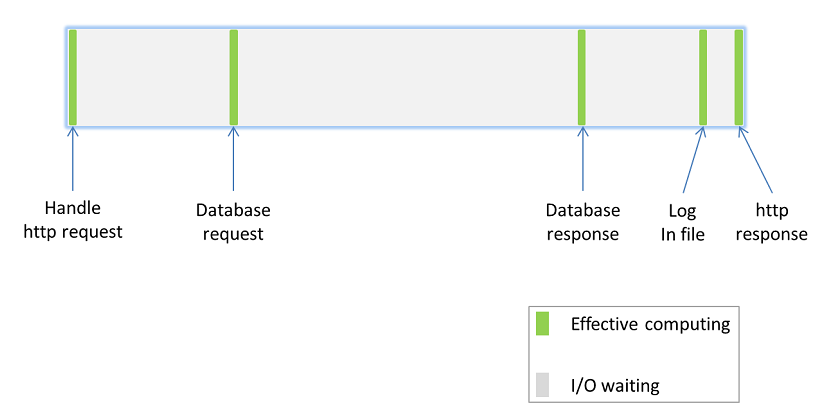 Handle
http request
Database
request
Database
response
Log
In file
http
response
Effective computing
I/O waiting